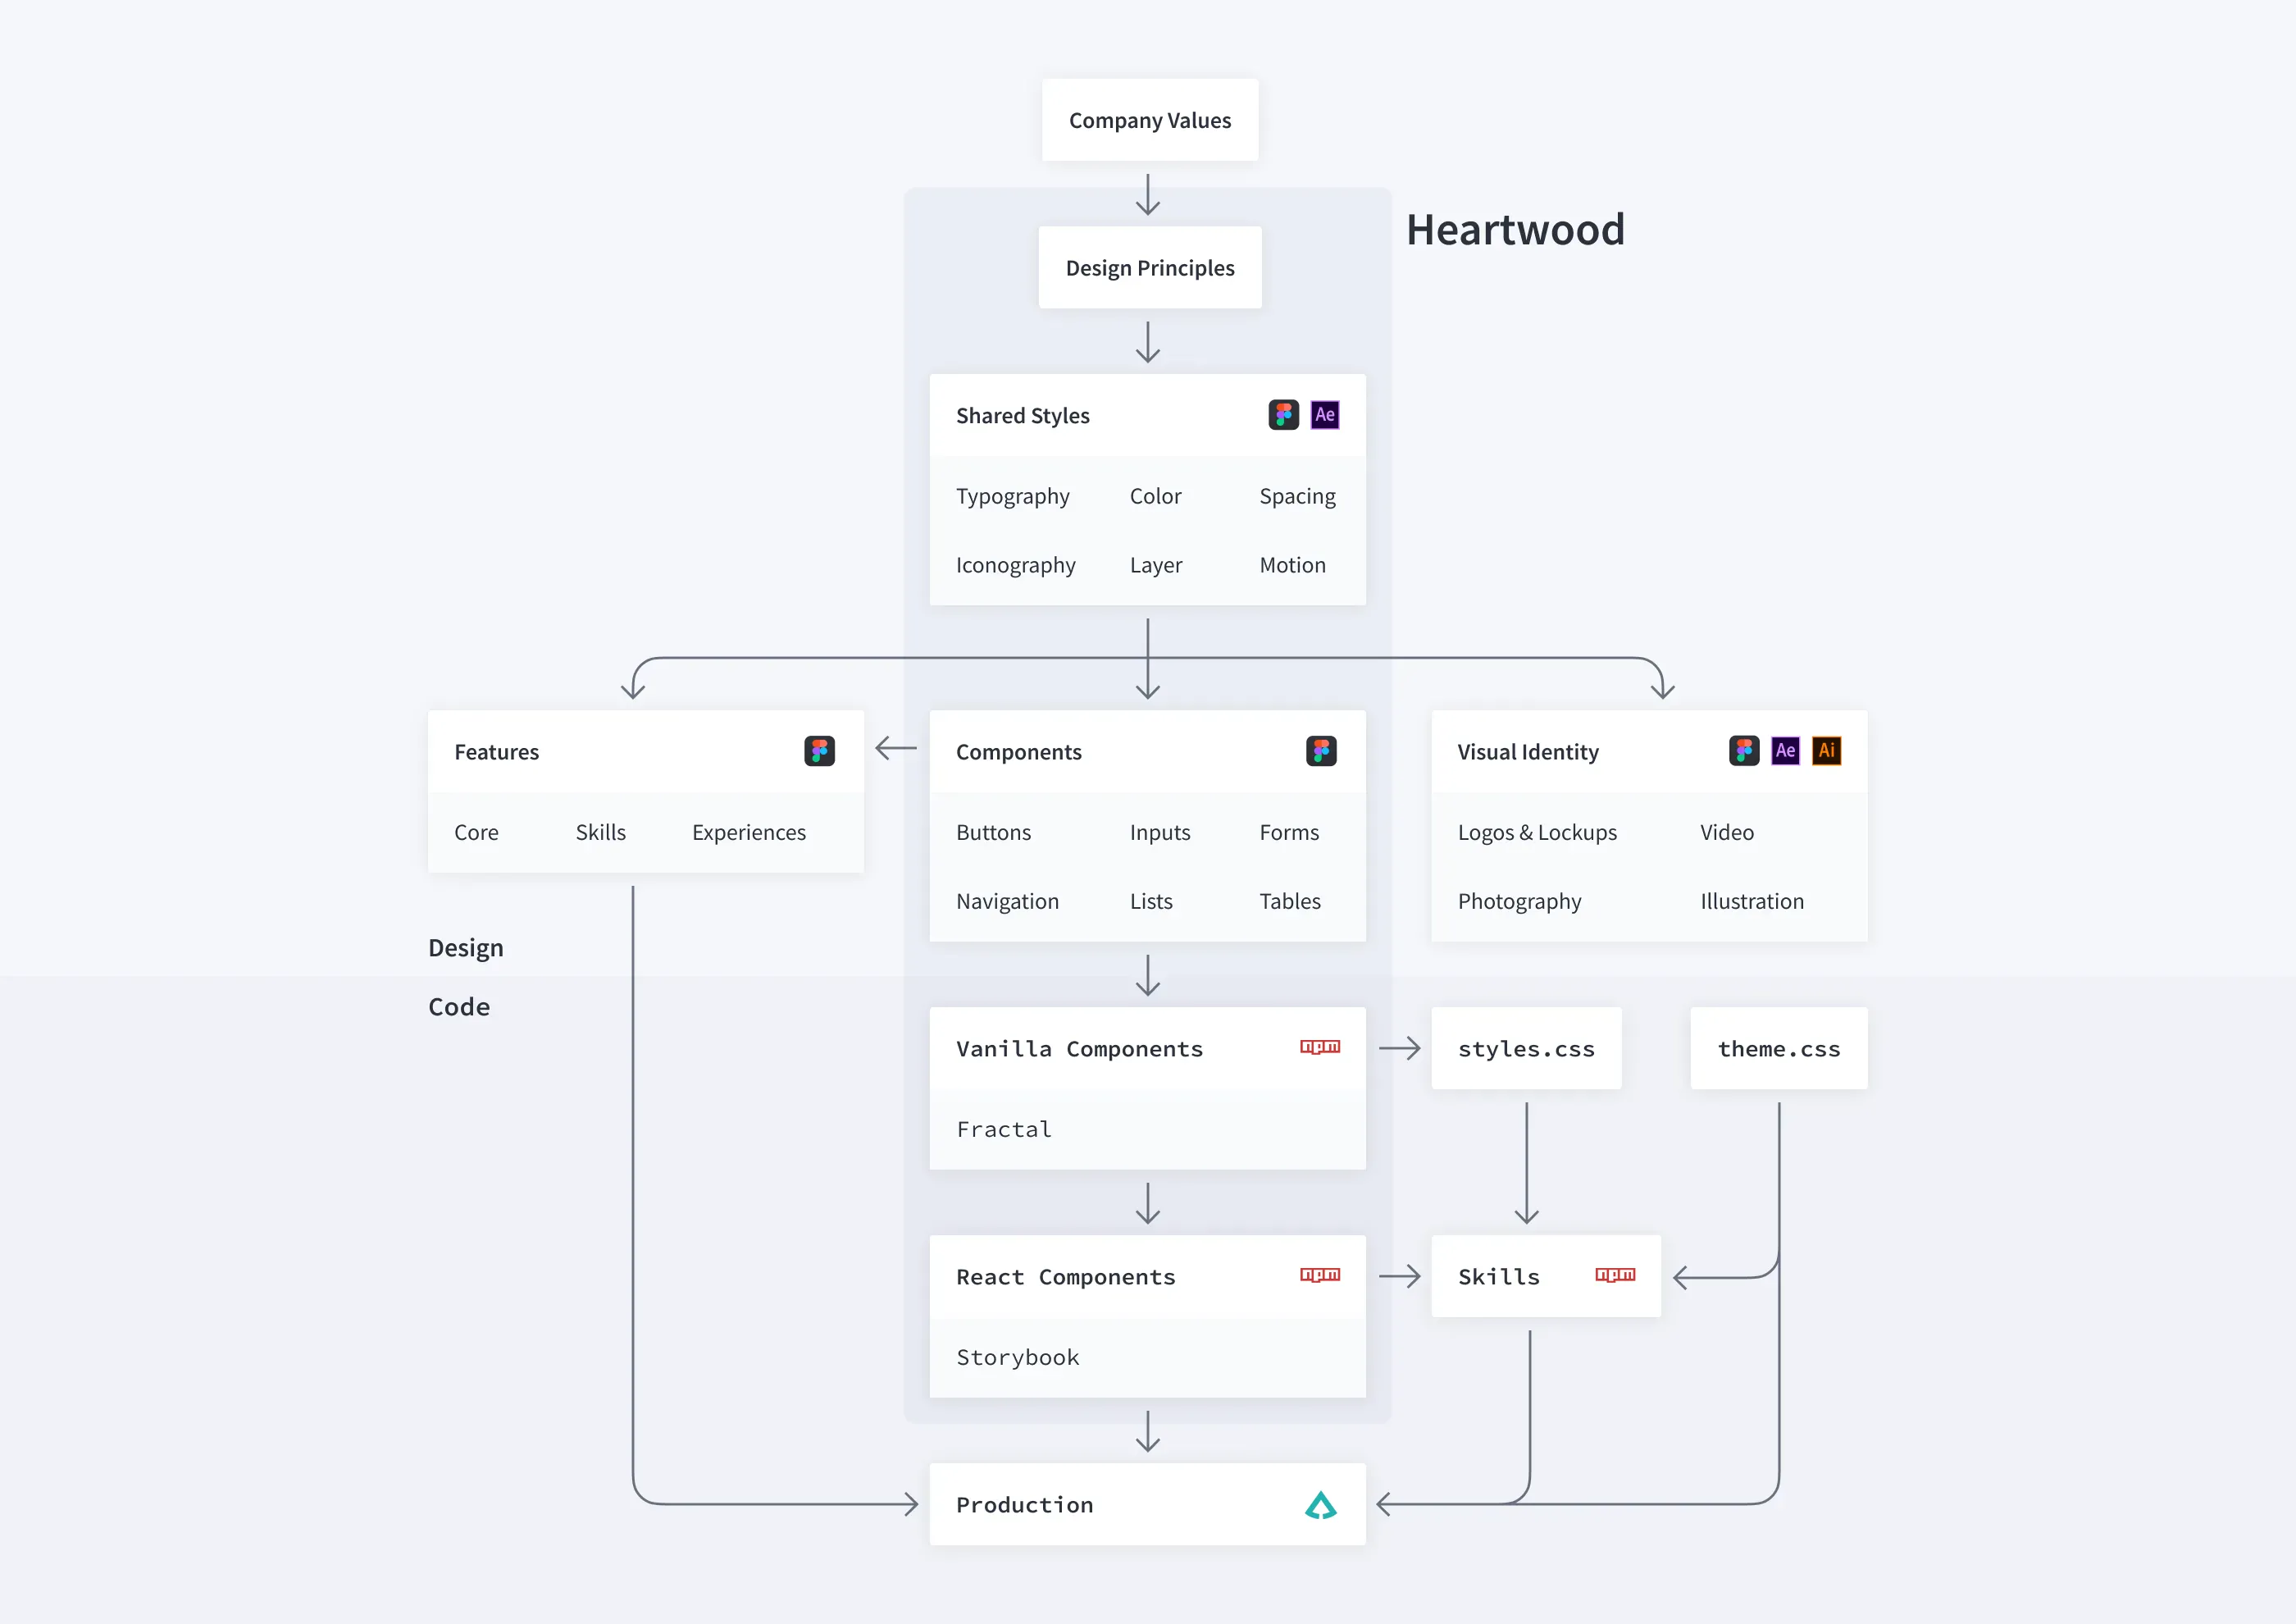 Company Values
Heartwood
Design Principles
Shared Styles
Ae
Typography Color Spacing
Iconography Layer Motion
Features
Components
Visual Identity
Ae Ai
Core Skills Experiences
Buttons Inputs Forms
Logos & Lockups Video
Navigation Lists Tables
Photography Illustration
Design
Code
Vanilla Components npm
styles.css
theme.css
Fractal
React Components npm
Skills npm
Storybook
Production